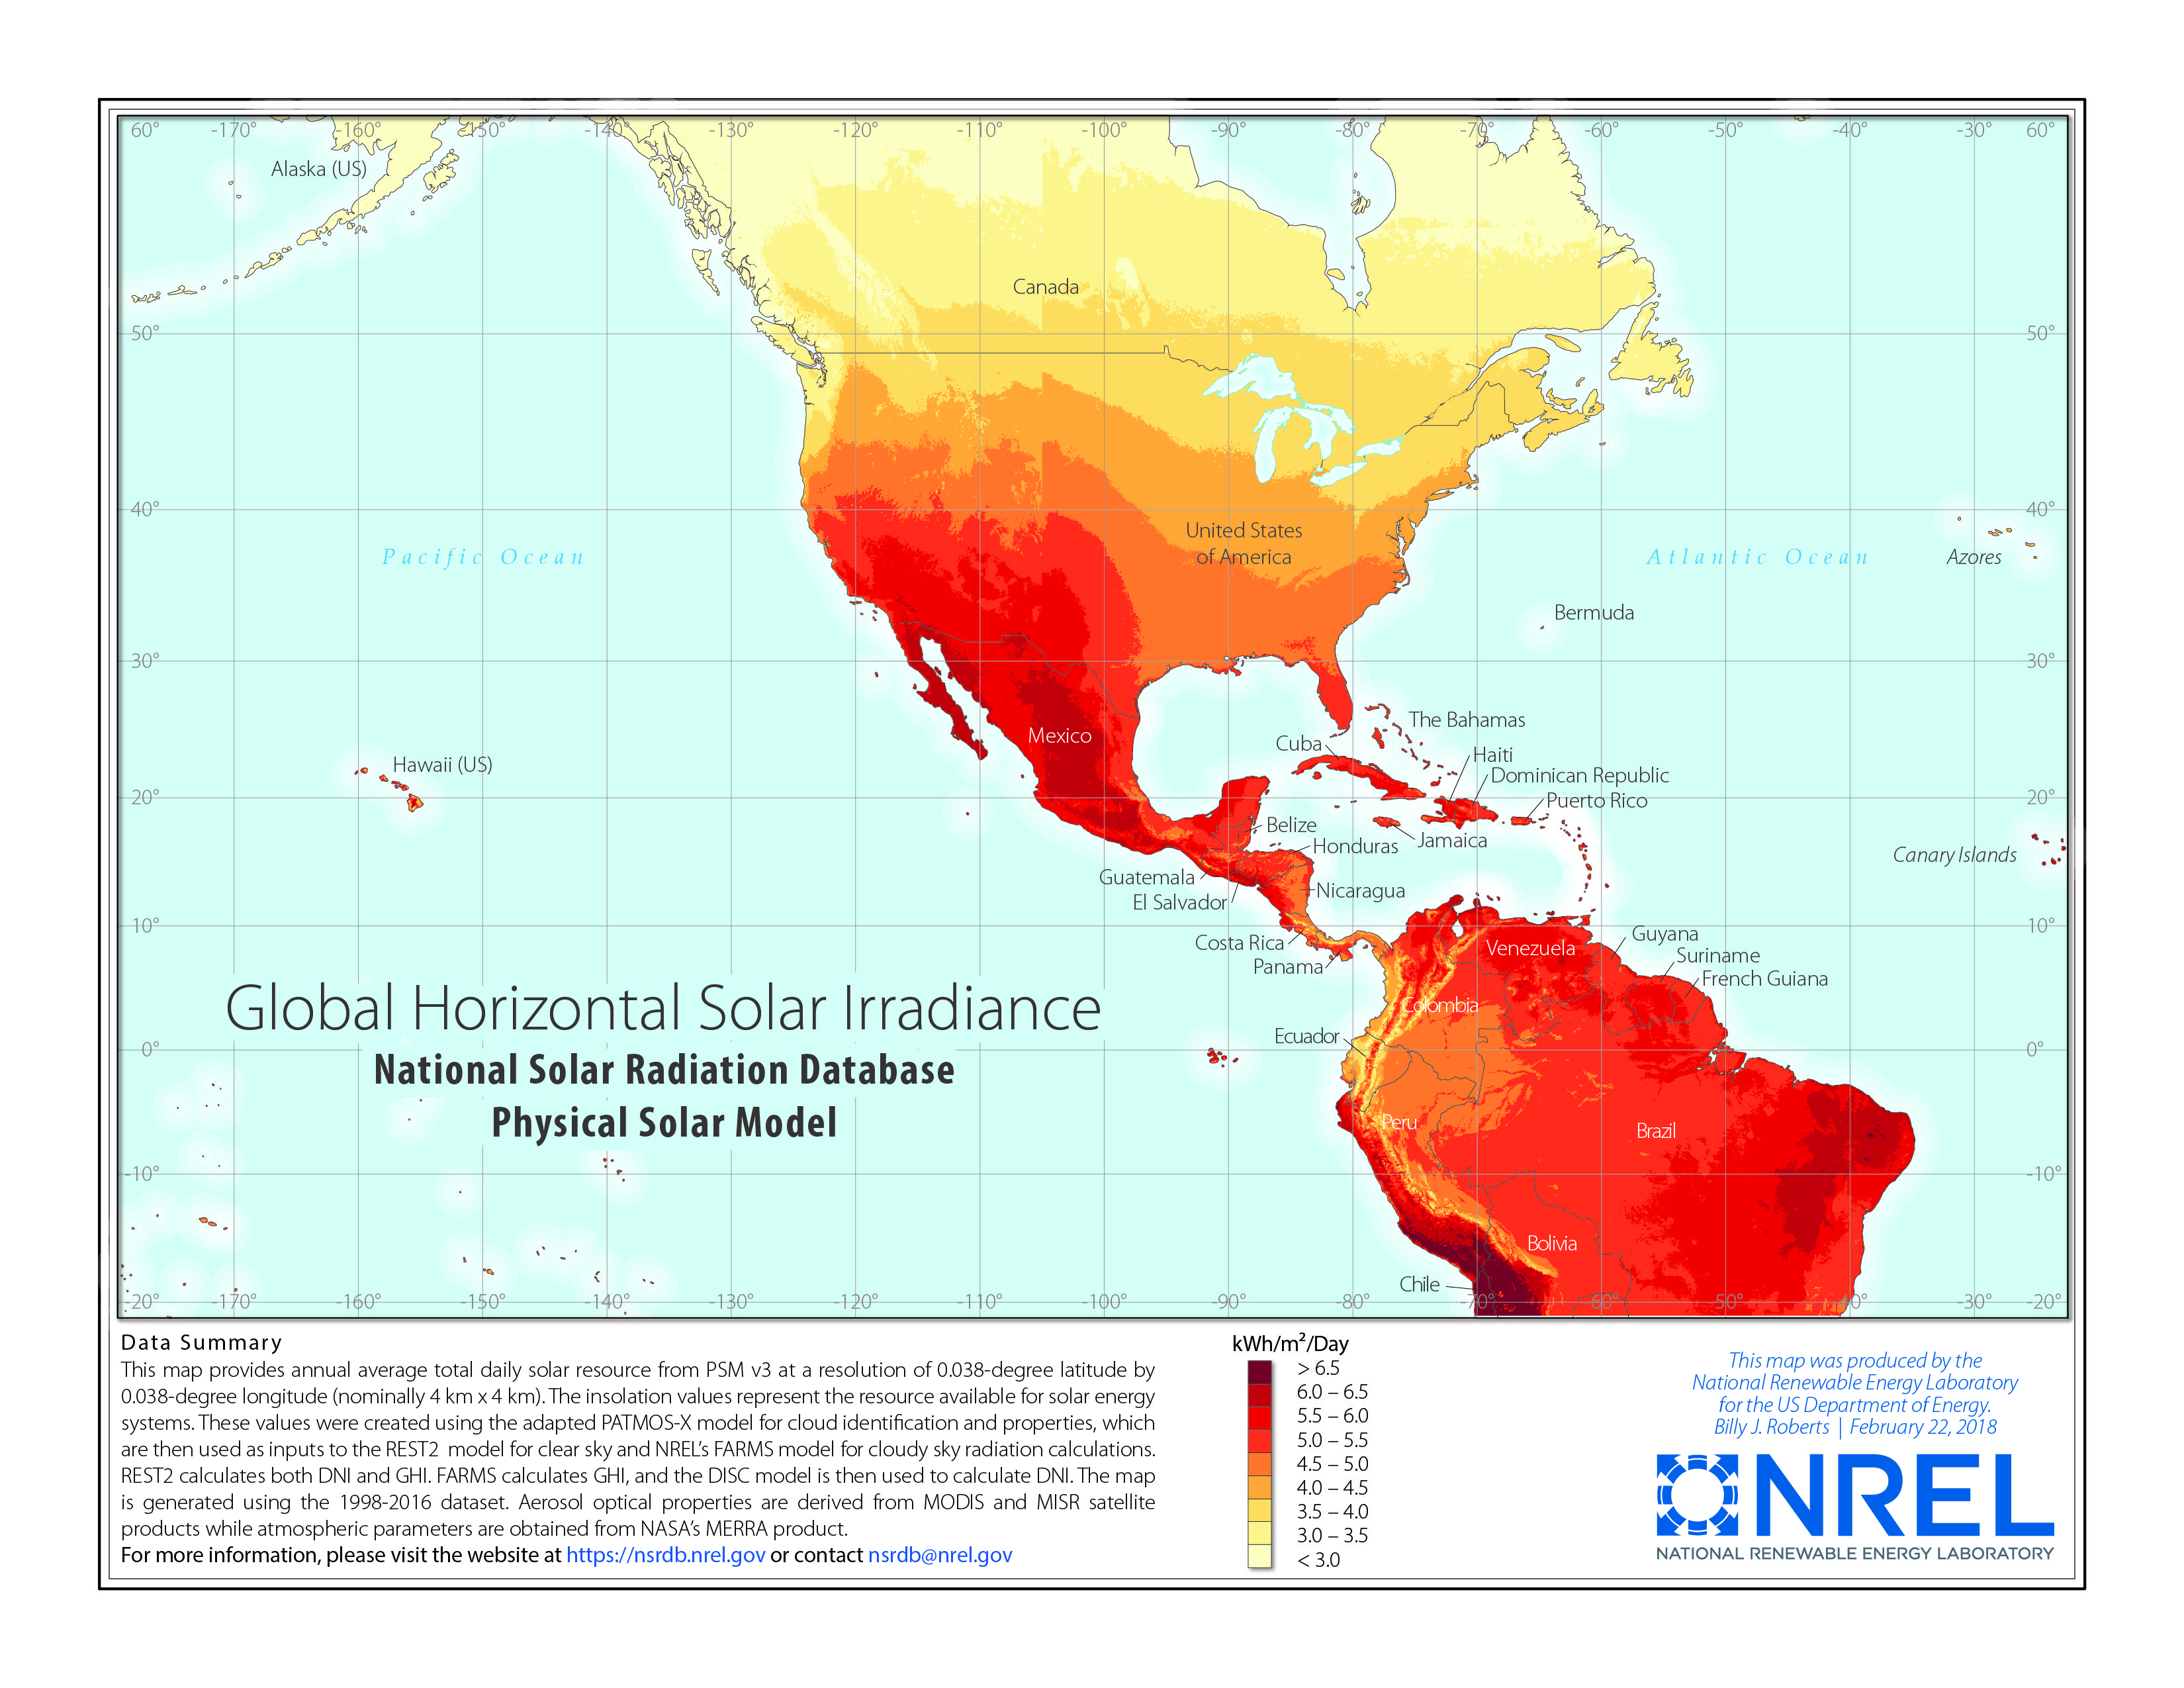 60° -170° -160° -150° -140° -130° -120° -110° -100° -90° -80° -70° -60° -50° -40° -30° 60°
Alaska (US)
Canada
50° 50°
40° 40°
United States
of America
Pacific Ocean
Atlantic Ocean
Azores
Bermuda
30° 30°
The Bahamas
Mexico
Cuba
Haiti
Hawaii (US)
Dominican Republic
20° 20°
Puerto Rico
Belize
Jamaica
Honduras
Canary Islands
Guatemala
Nicaragua
El Salvador
10° 10°
Guyana
Costa Rica
Venezuela
Suriname
Panama
French Guiana
Colombia
Global Horizontal Solar Irradiance
Ecuador
0° 0°
National Solar Radiation Database
Physical Solar Model
Peru
Brazil
-10° -10°
Bolivia
Chile
-20° -170° -160° -150° -140° -130° -120° -110° -100° -90° -80° -70° -60° -50° -40° -30° -20°
Data Summary
This map provides annual average total daily solar resource from PSM v3 at a resolution of 0.038-degree latitude by
0.038-degree longitude (nominally 4 km x 4 km). The insolation values represent the resource available for solar energy
systems. These values were created using the adapted PATMOS-X model for cloud identification and properties, which
are then used as inputs to the REST2 model for clear sky and NREL's FARMS model for cloudy sky radiation calculations.
REST2 calculates both DNI and GHI. FARMS calculates GHI, and the DISC model is then used to calculate DNI. The map
is generated using the 1998-2016 dataset. Aerosol optical properties are derived from MODIS and MISR satellite
products while atmospheric parameters are obtained from NASA's MERRA product.
For more information, please visit the website at https://nsrdb.nrel.gov or contact nsrdb@nrel.gov
kWh/m²/Day
> 6.5
6.0 – 6.5
5.5 – 6.0
5.0 – 5.5
4.5 – 5.0
4.0 – 4.5
3.5 – 4.0
3.0 – 3.5
< 3.0
This map was produced by the
National Renewable Energy Laboratory
for the US Department of Energy.
Billy J. Roberts | February 22, 2018
NREL
NATIONAL RENEWABLE ENERGY LABORATORY